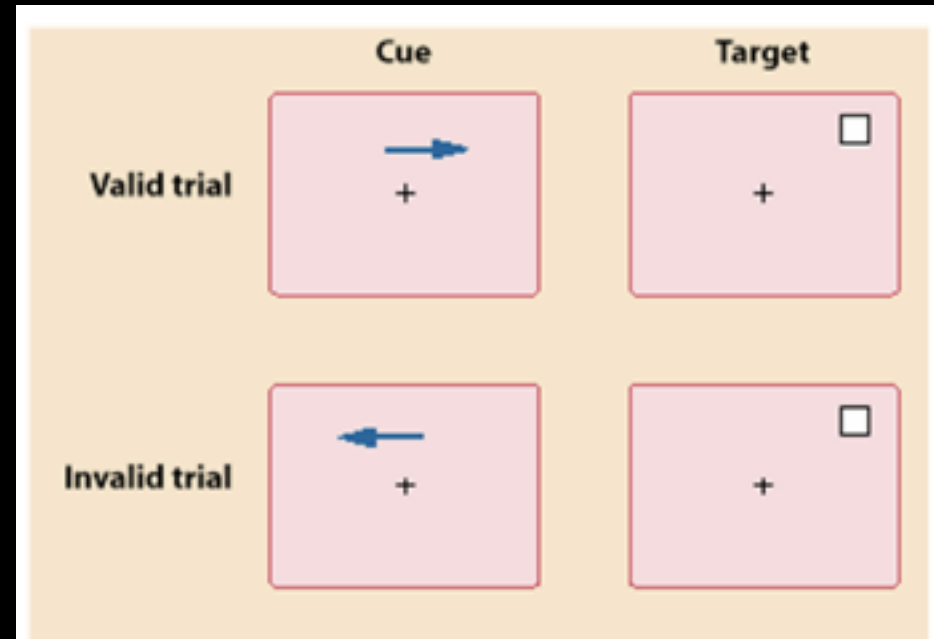 Cue Target
Valid trial
+ +
Invalid trial
+ +